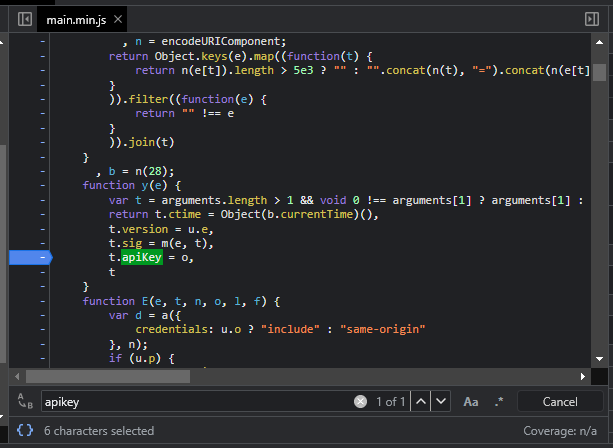 main.min.js
, n = encodeURIComponent;
return Object.keys(e).map((function(t) {
return n(e[t]).length > 5e3 ? "" : "".concat(n(t), "=").concat(n(e[t]
}
)).filter((function(e) {
return "" !== e
}
)).join(t)
}
, b = n(28);
function y(e) {
var t = arguments.length > 1 && void 0 !== arguments[1] ? arguments[1] :
return t.ctime = Object(b.currentTime)(),
t.version = u.e,
t.sig = m(e, t),
t.apiKey = o,
t
}
function E(e, t, n, o, l, f) {
var d = a({
credentials: u.o ? "include" : "same-origin"
}, n);
if (u.p) {
apikey
1 of 1
Aa
.*
Cancel
{} 6 characters selected
Coverage: n/a